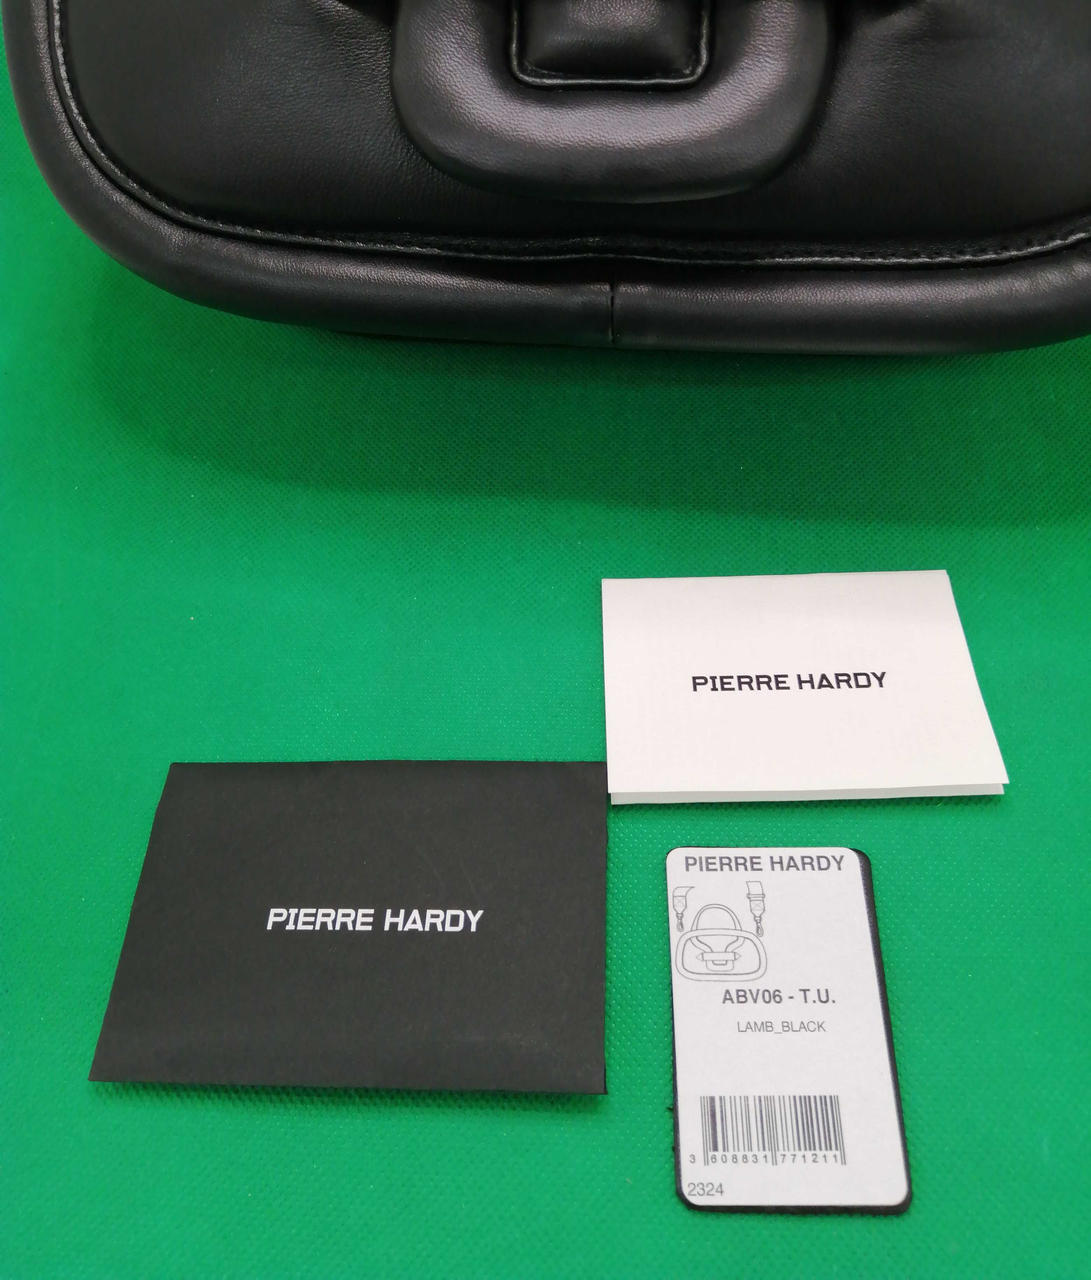 PIERRE HARDY
PIERRE HARDY
PIERRE HARDY
ABV06 - T.U.
LAMB_BLACK
3 608831 771211
2324